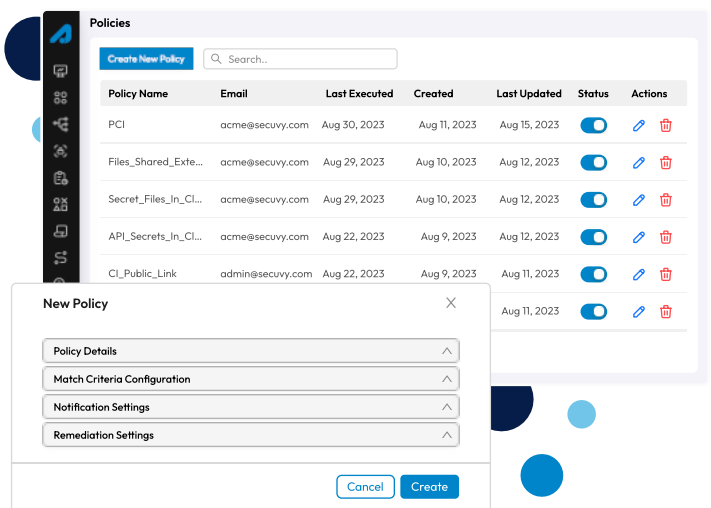 Policies
Create New Policy Search..
Policy Name Email Last Executed Created Last Updated Status Actions
PCI acme@secuvy.com Aug 30, 2023 Aug 11, 2023 Aug 15, 2023
Files_Shared_Exte... acme@secuvy.com Aug 29, 2023 Aug 10, 2023 Aug 12, 2023
Secret_Files_In_Cl... acme@secuvy.com Aug 29, 2023 Aug 10, 2023 Aug 12, 2023
API_Secrets_In_Cl... acme@secuvy.com Aug 22, 2023 Aug 9, 2023 Aug 12, 2023
CI_Public_Link admin@secuvy.com Aug 22, 2023 Aug 9, 2023 Aug 11, 2023
Aug 11, 2023
New Policy
Policy Details
Match Criteria Configuration
Notification Settings
Remediation Settings
Cancel Create